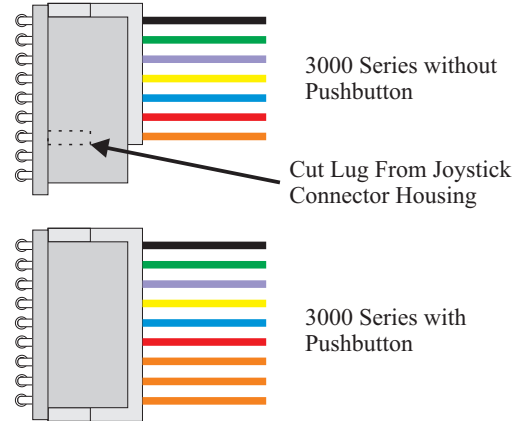 3000 Series without
Pushbutton
Cut Lug From Joystick
Connector Housing
3000 Series with
Pushbutton